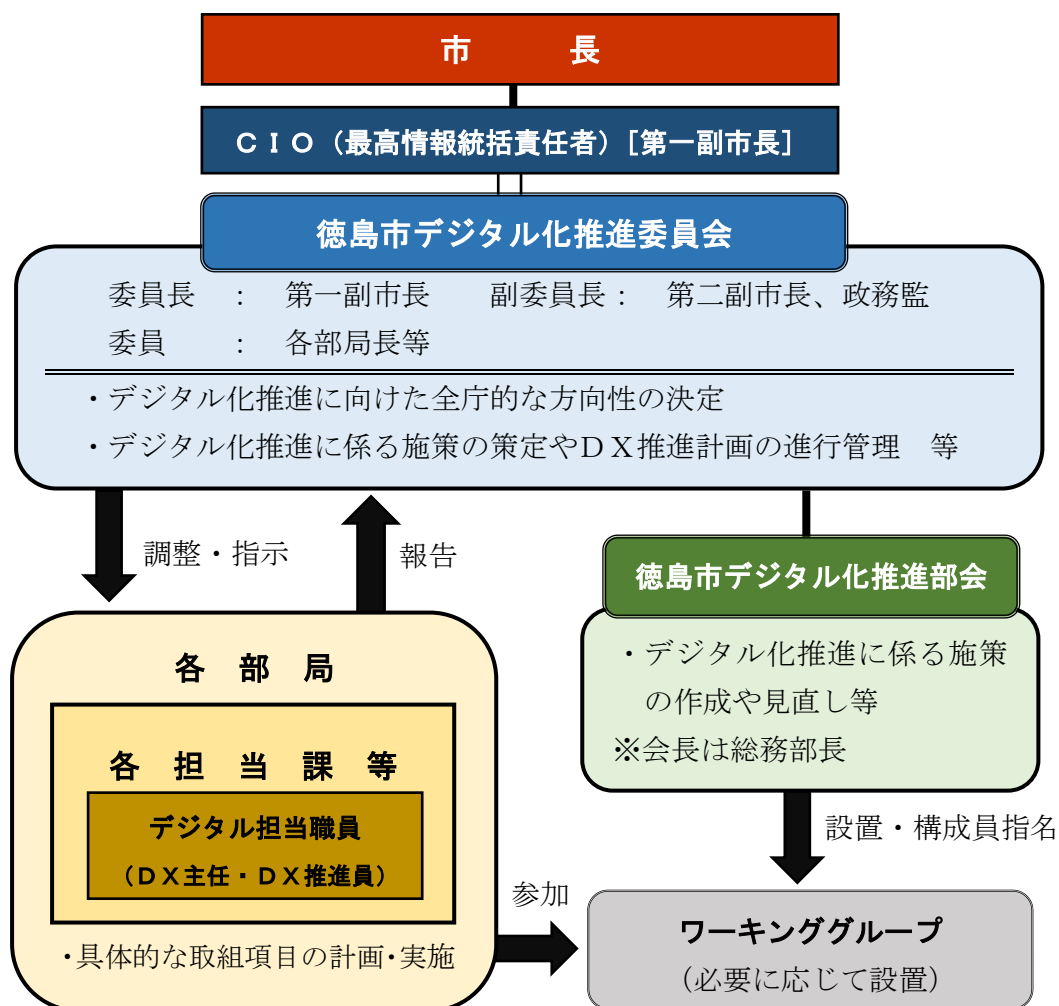 市　　　長
ＣＩＯ（最高情報統括責任者）［第一副市長］
徳島市デジタル化推進委員会
委員長　：　第一副市長　　副委員長：　第二副市長、政務監
委員　　：　各部局長等
・デジタル化推進に向けた全庁的な方向性の決定
・デジタル化推進に係る施策の策定やＤＸ推進計画の進行管理　等
調整・指示
報告
徳島市デジタル化推進部会
・デジタル化推進に係る施策
の作成や見直し等
※会長は総務部長
各　部　局
各　担　当　課　等
デジタル担当職員
（ＤＸ主任・ＤＸ推進員）
・具体的な取組項目の計画・実施
設置・構成員指名
参加
ワーキンググループ
（必要に応じて設置）